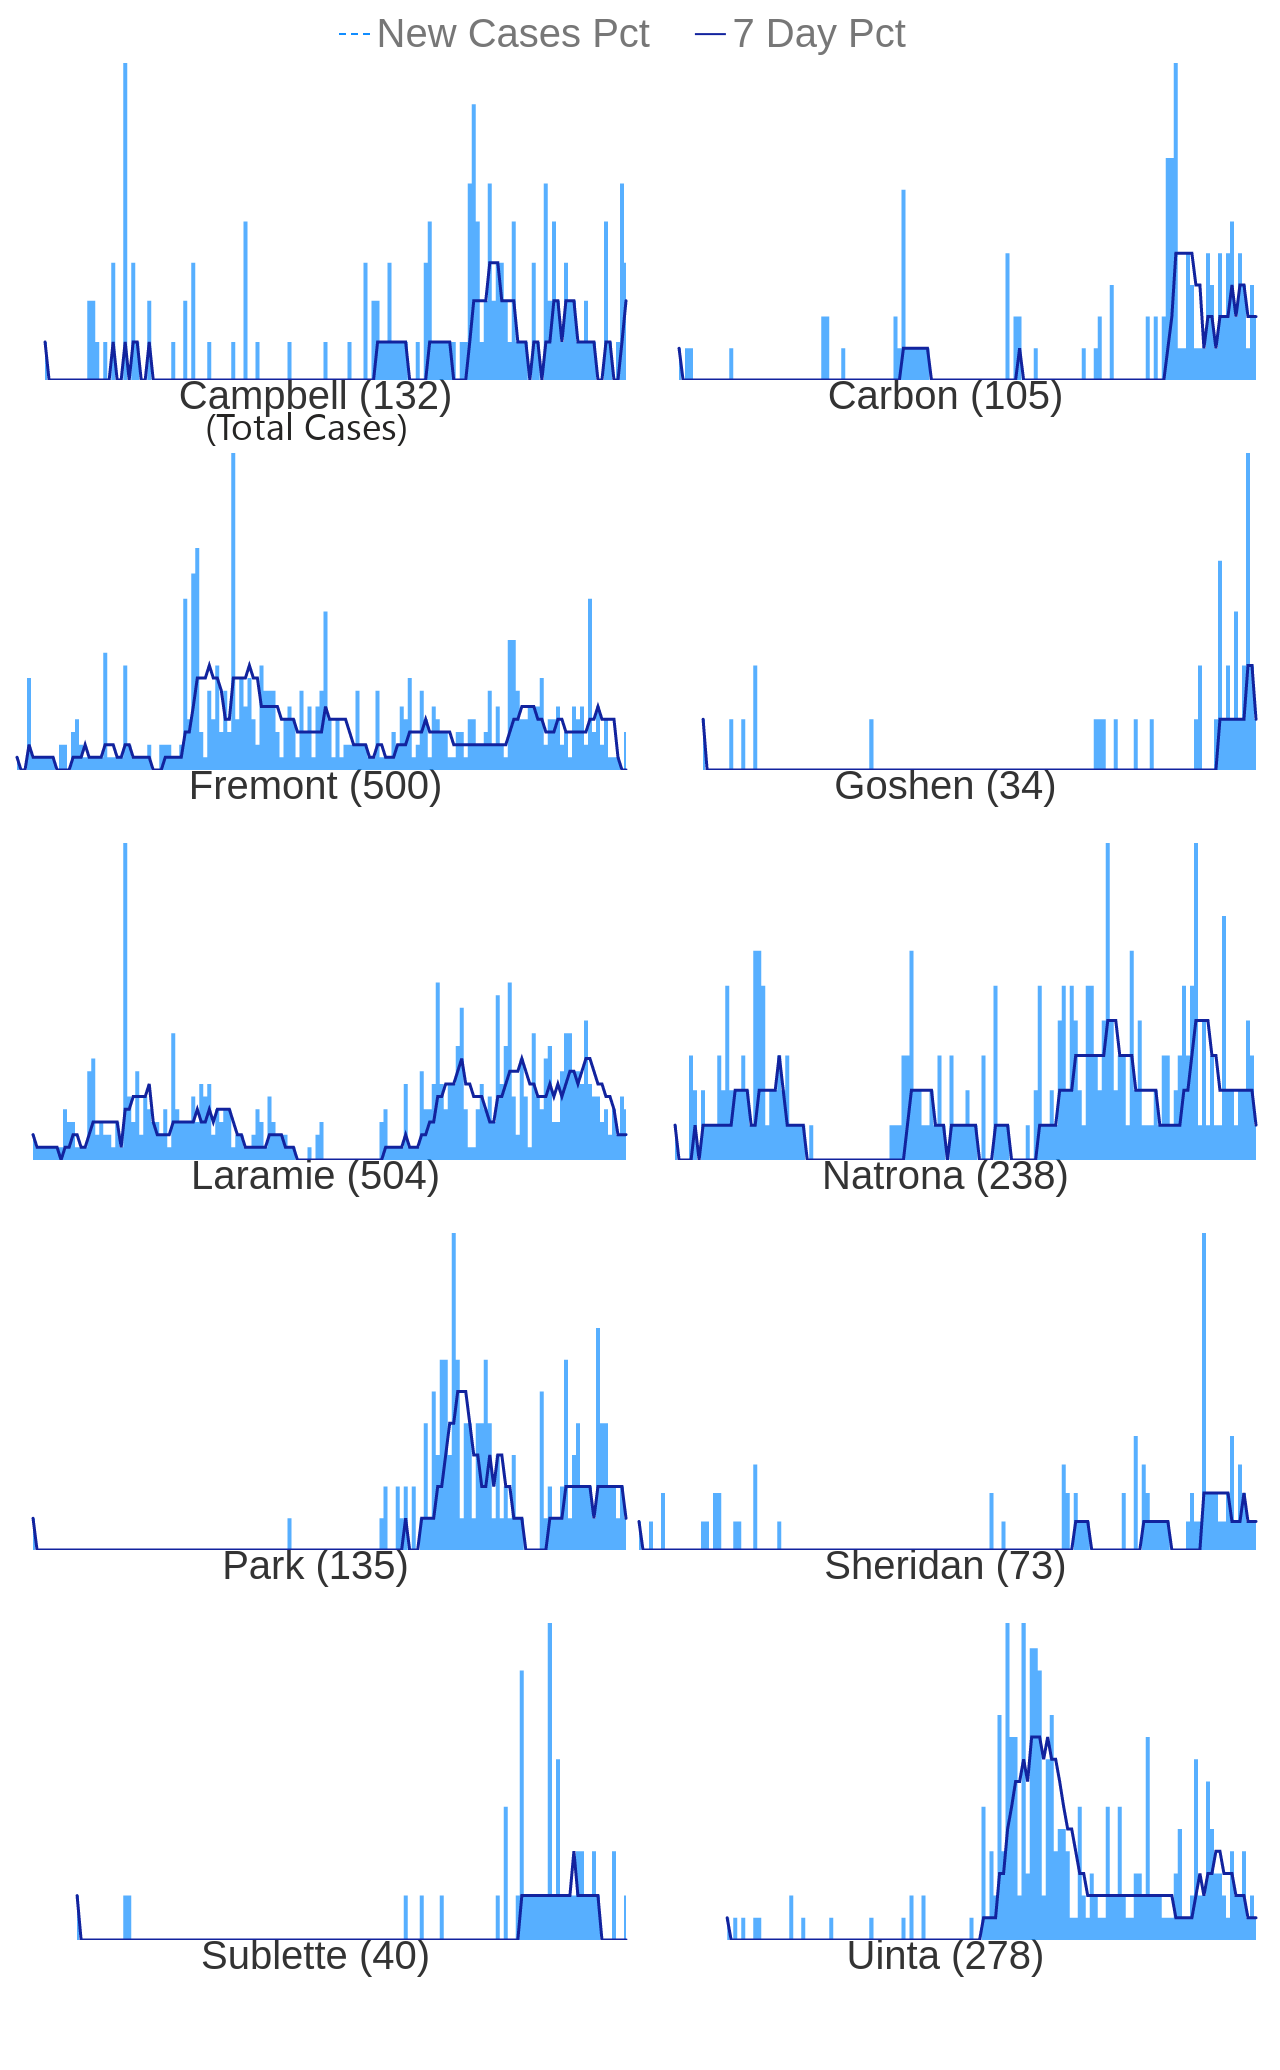 New Cases Pct 7 Day Pct
Campbell (132) Carbon (105)
(Total Cases)
Fremont (500) Goshen (34)
Laramie (504) Natrona (238)
Park (135) Sheridan (73)
Sublette (40) Uinta (278)